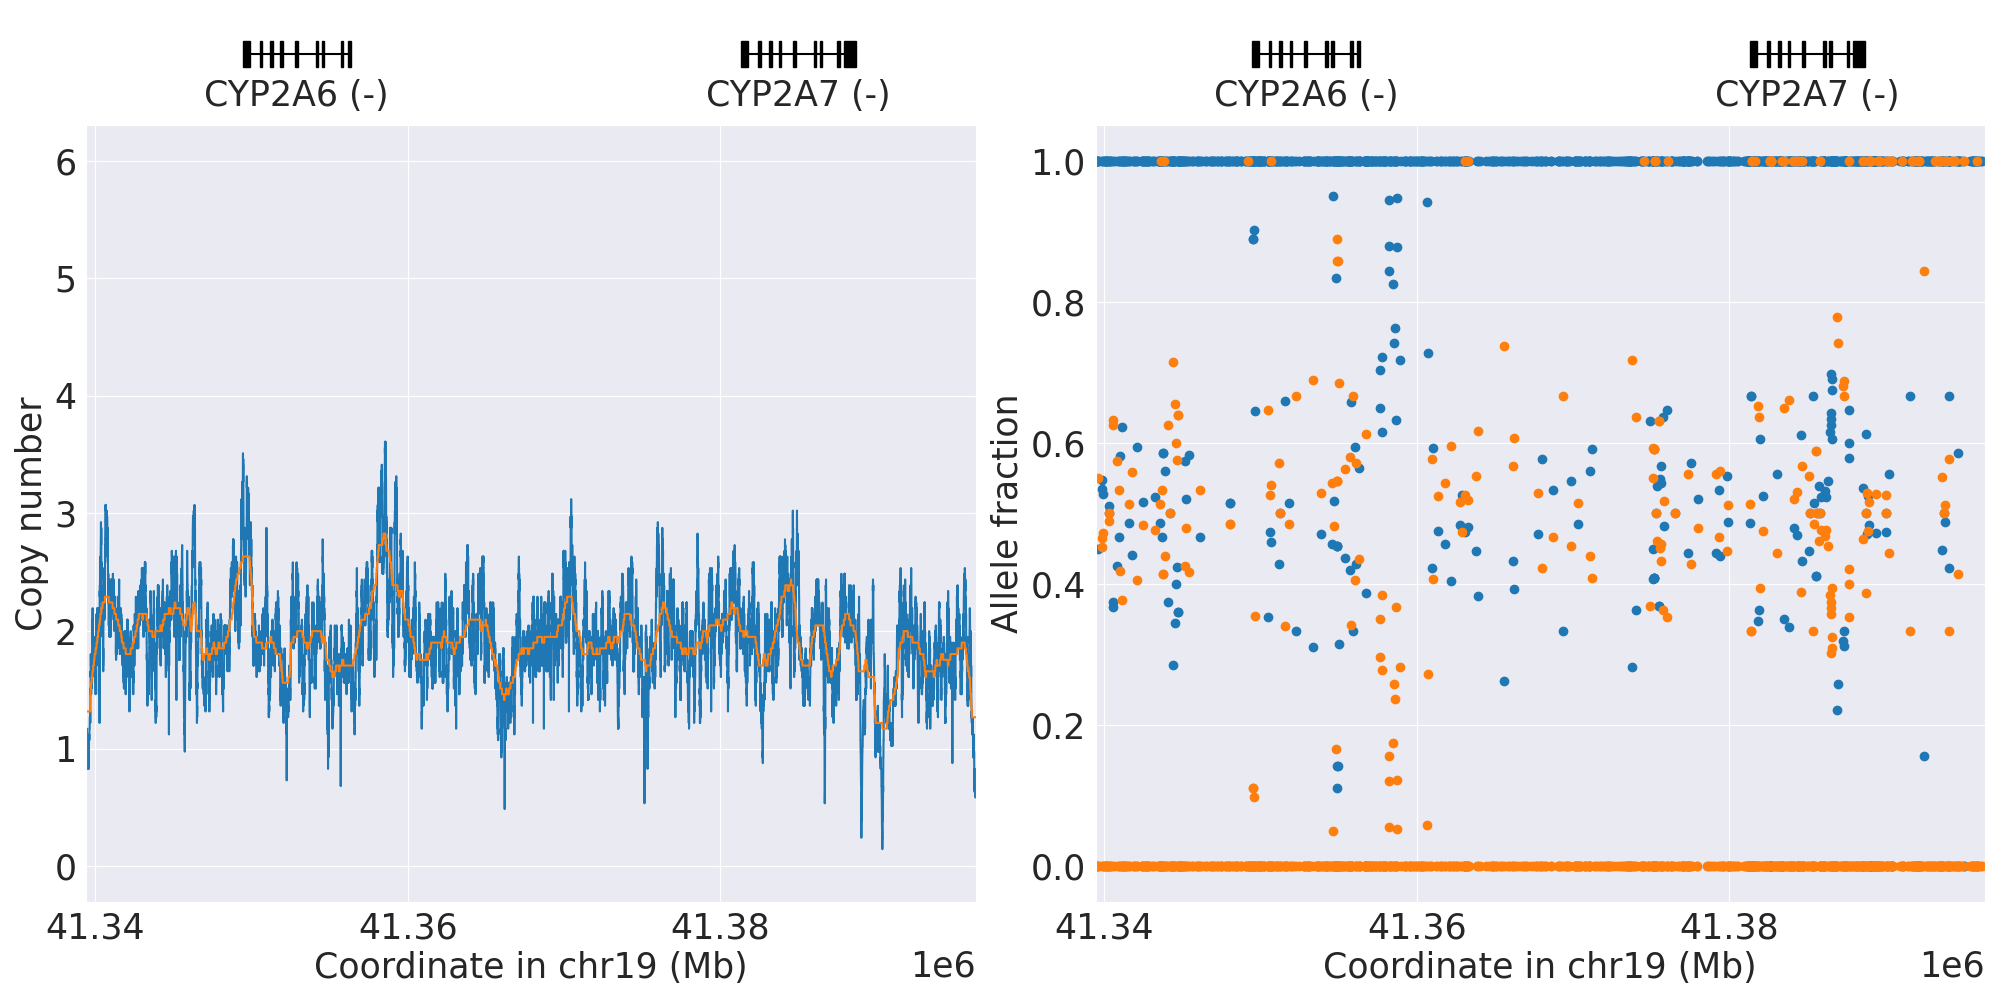 CYP2A6 (-)
CYP2A7 (-)
6
5
4
3
2
1
0
Copy number
41.34
41.36
41.38
Coordinate in chr19 (Mb)
1e6
CYP2A6 (-)
CYP2A7 (-)
1.0
0.8
0.6
0.4
0.2
0.0
Allele fraction
41.34
41.36
41.38
Coordinate in chr19 (Mb)
1e6